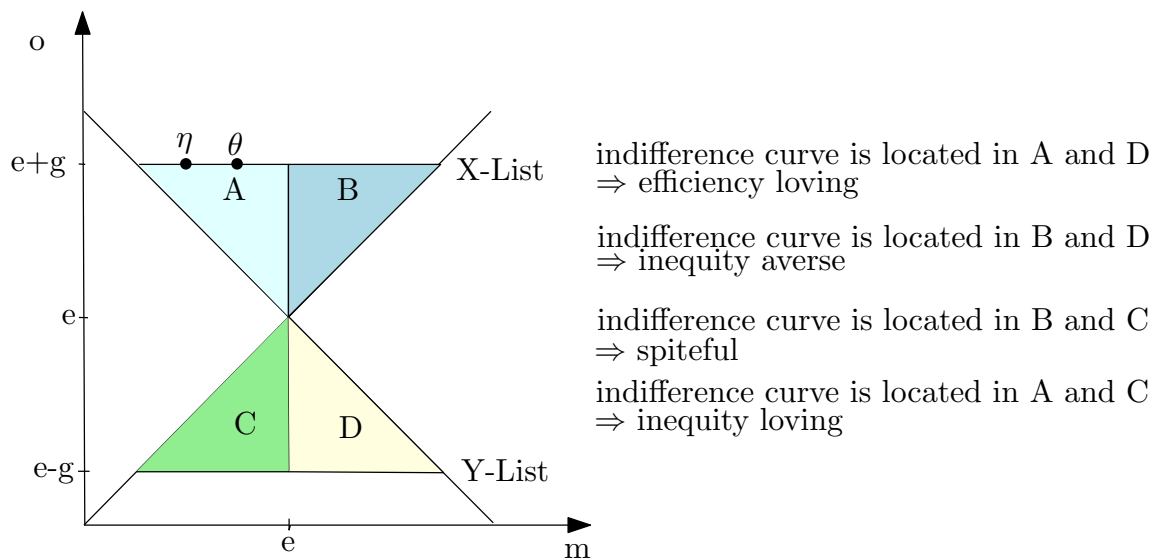 o
η θ
e+g
X-List
A B
indifference curve is located in A and D
⇒ efficiency loving
indifference curve is located in B and D
⇒ inequity averse
e
indifference curve is located in B and C
⇒ spiteful
indifference curve is located in A and C
⇒ inequity loving
C D
e-g
Y-List
e
m